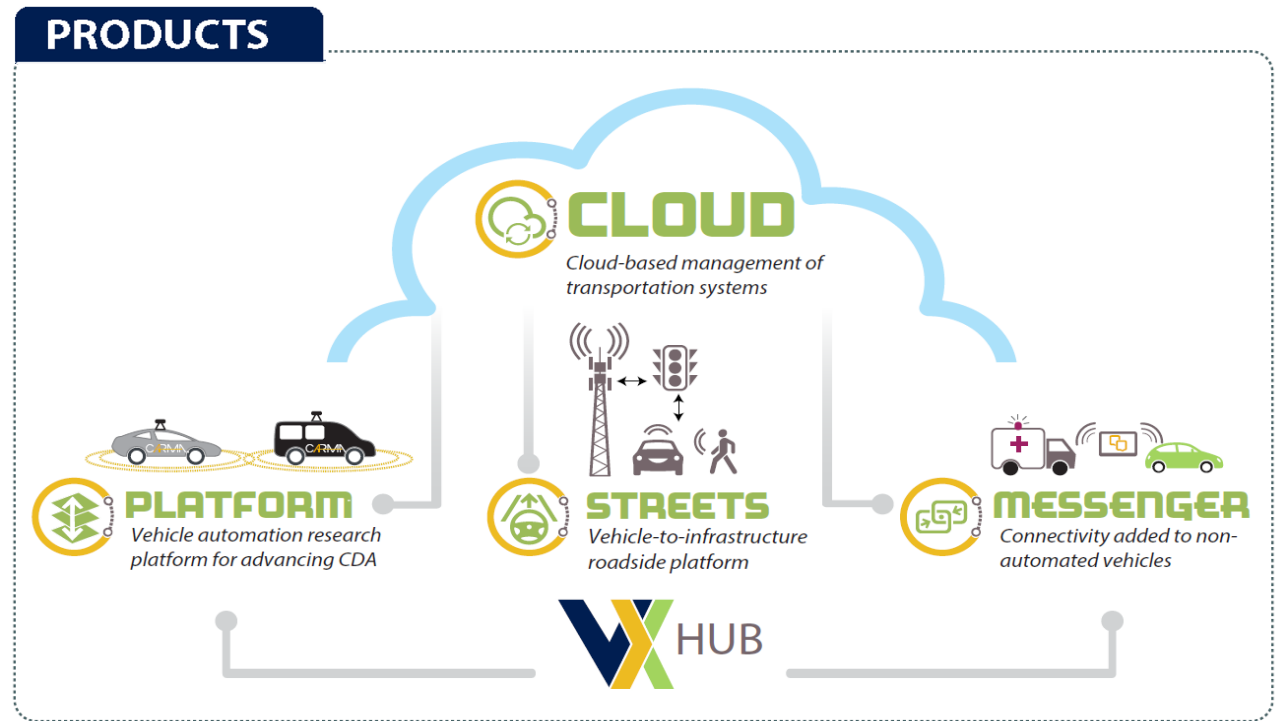 PRODUCTS
CLOUD
Cloud-based management of
transportation systems
CARMA
CARMA
PLATFORM
Vehicle automation research
platform for advancing CDA
STREETS
Vehicle-to-infrastructure
roadside platform
MESSENGER
Connectivity added to non-
automated vehicles
VX HUB